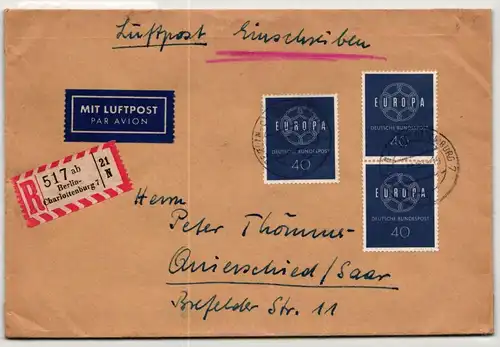 Luftpost Einschreiben
MIT LUFTPOST
PAR AVION
R 517 ab
Berlin-
Charlottenburg 7
21
N
EUROPA
DEUTSCHE BUNDESPOST
40
EUROPA
DEUTSCHE BUNDESPOST
40
EUROPA
DEUTSCHE BUNDESPOST
40
Herrn
Peter Thömmes
Quierschied/Saar
Brefelder Str. 11